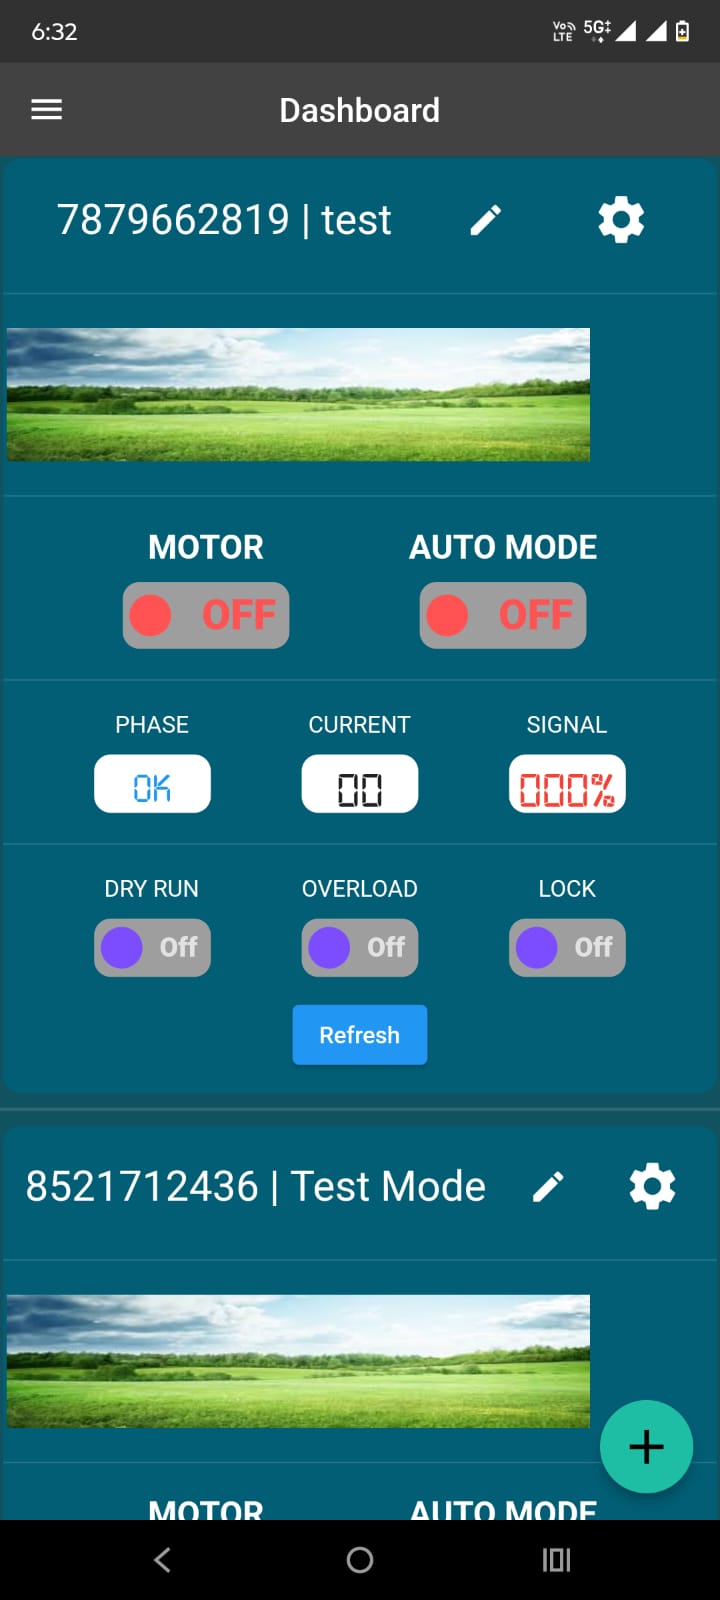 6:32
Vo LTE 5G
Dashboard
7879662819 | test
MOTOR AUTO MODE
OFF OFF
PHASE CURRENT SIGNAL
OK 00 000%
DRY RUN OVERLOAD LOCK
Off Off Off
Refresh
8521712436 | Test Mode
MOTOR AUTO MODE